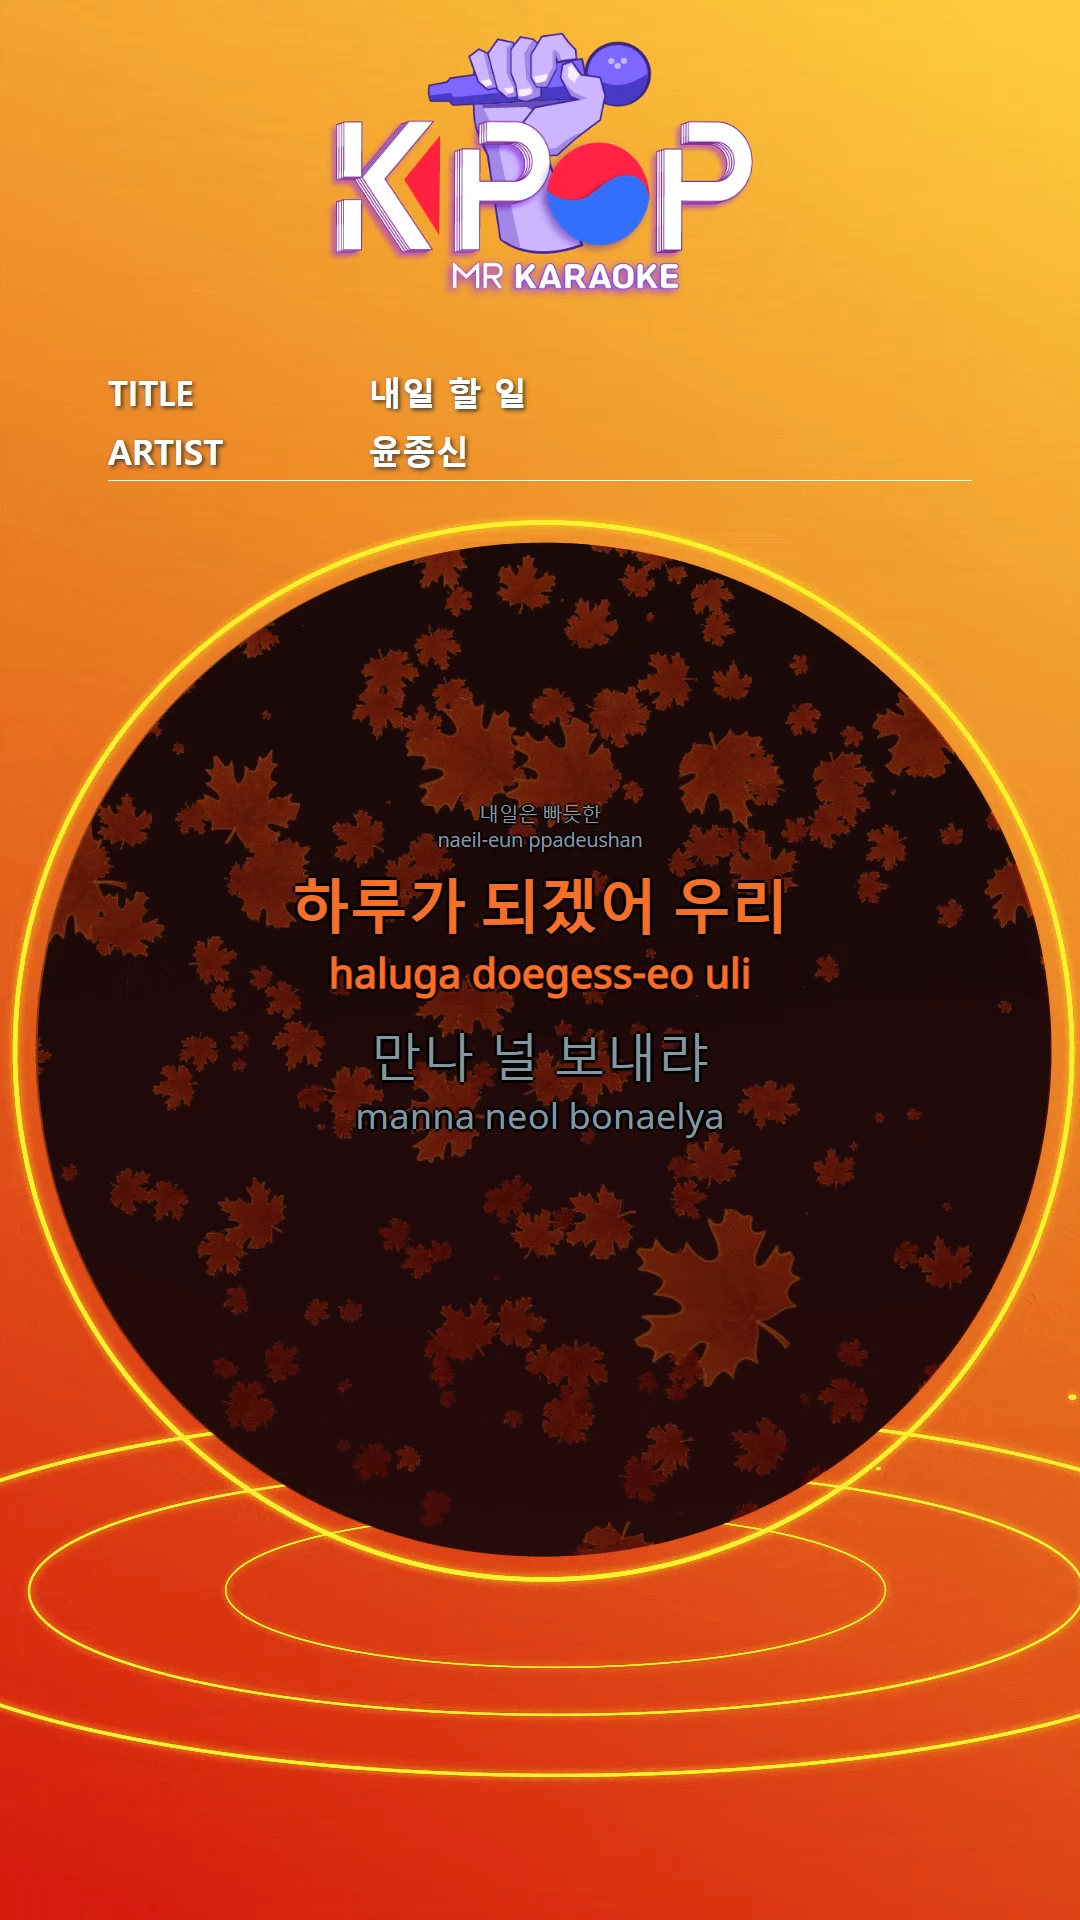 KPOP
MR KARAOKE
TITLE 내일 할 일
ARTIST 윤종신
내일은 빠듯한
naeil-eun ppadeushan
하루가 되겠어 우리
haluga doegess-eo uli
만나 널 보내랴
manna neol bonaelya